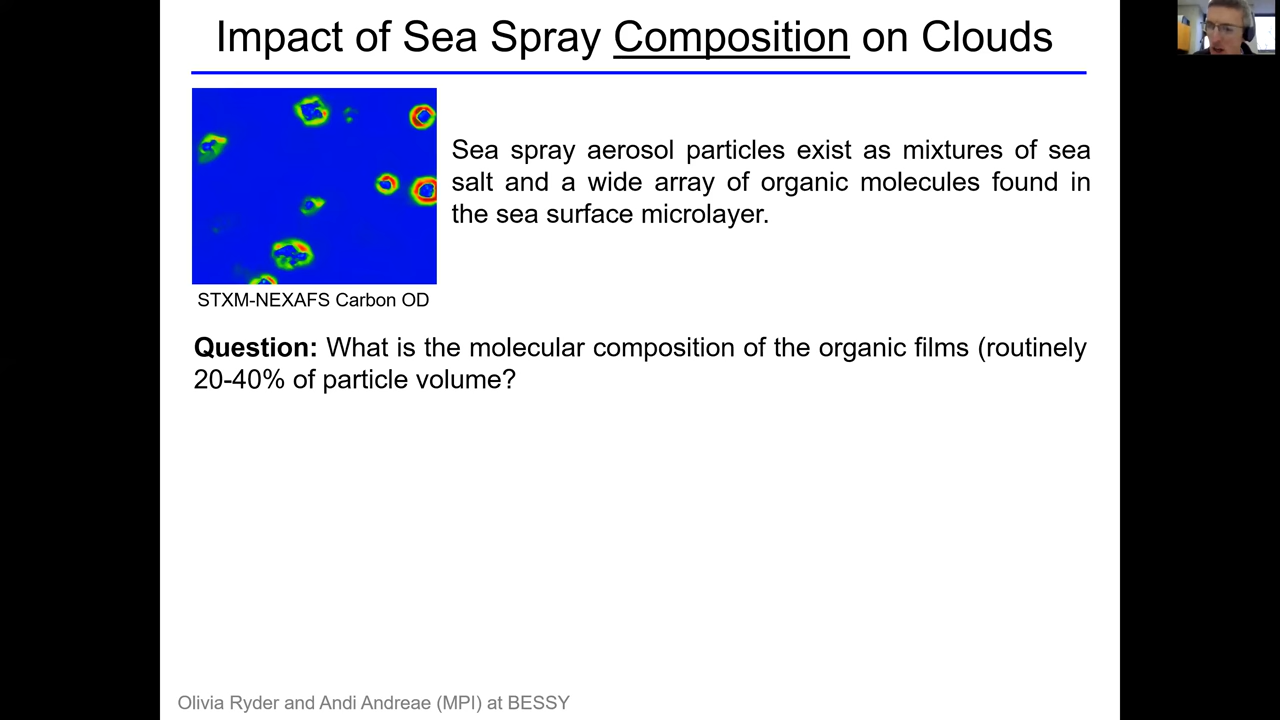 Impact of Sea Spray Composition on Clouds
Sea spray aerosol particles exist as mixtures of sea
salt and a wide array of organic molecules found in
the sea surface microlayer.
STXM-NEXAFS Carbon OD
Question: What is the molecular composition of the organic films (routinely
20-40% of particle volume?
Olivia Ryder and Andi Andreae (MPI) at BESSY